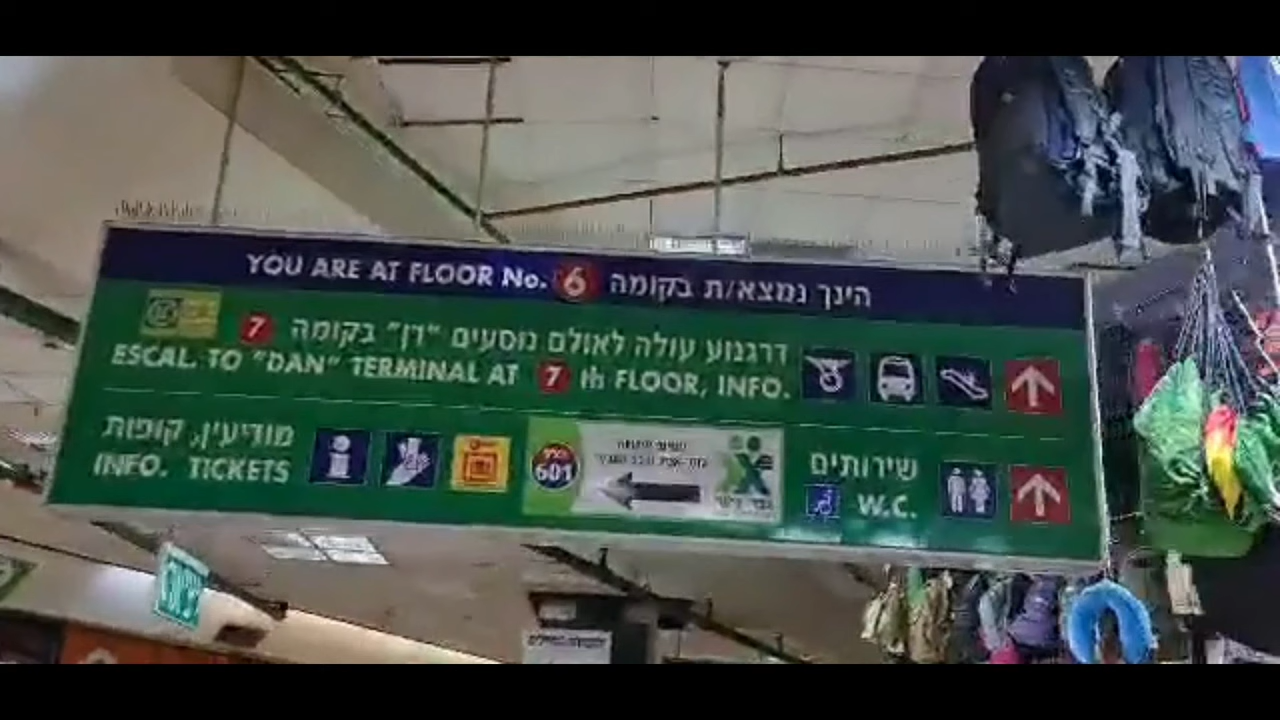 YOU ARE AT FLOOR No. 6 הינך נמצא/ת בקומה
דרגנוע עולה לאולם נוסעים "דן" בקומה 7
ESCAL. TO "DAN" TERMINAL AT 7 th FLOOR, INFO.
מודיעין, קופות
INFO. TICKETS
601
שירותים
W.C.